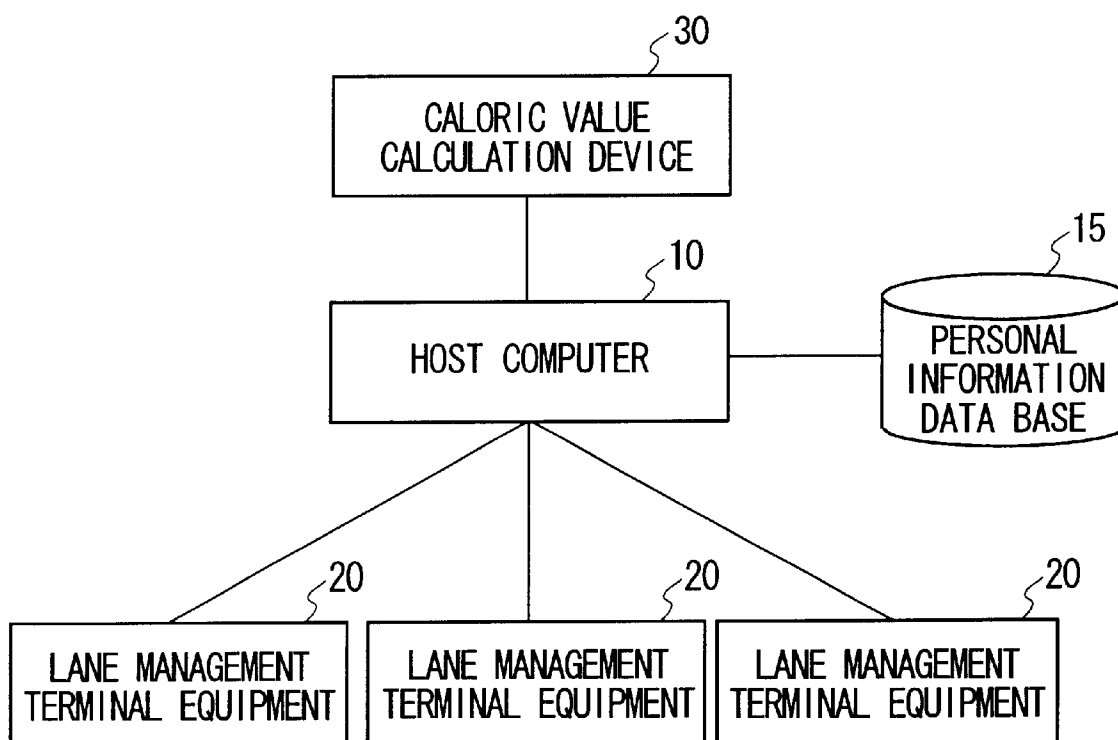 30
CALORIC VALUE
CALCULATION DEVICE
10
15
HOST COMPUTER
PERSONAL
INFORMATION
DATA BASE
20
20
20
LANE MANAGEMENT
TERMINAL EQUIPMENT
LANE MANAGEMENT
TERMINAL EQUIPMENT
LANE MANAGEMENT
TERMINAL EQUIPMENT